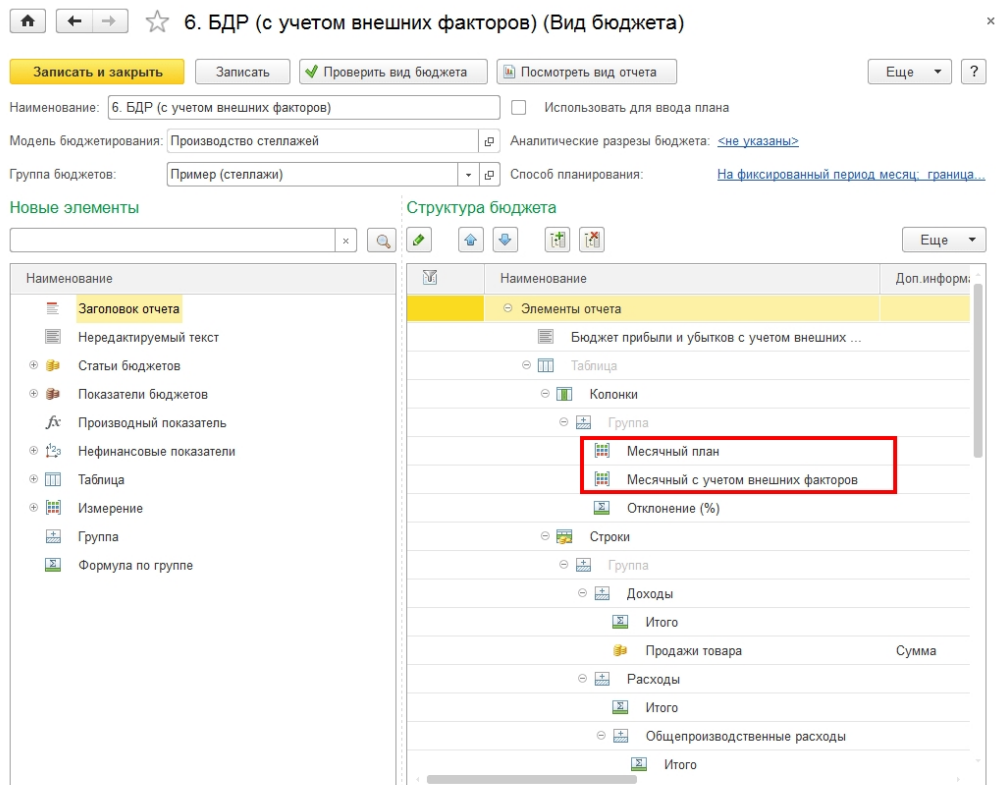 6. БДР (с учетом внешних факторов) (Вид бюджета)
Записать и закрыть Записать Проверить вид бюджета Посмотреть вид отчета Еще ?
Наименование: 6. БДР (с учетом внешних факторов) Использовать для ввода плана
Модель бюджетирования: Производство стеллажей Аналитические разрезы бюджета: <не указаны>
Группа бюджетов: Пример (стеллажи) Способ планирования: На фиксированный период месяц; граница...
Новые элементы
Структура бюджета
Еще
Наименование
Заголовок отчета
Нередактируемый текст
Статьи бюджетов
Показатели бюджетов
fx Производный показатель
Нефинансовые показатели
Таблица
Измерение
Группа
Формула по группе
Наименование Доп.информа
Элементы отчета
Бюджет прибыли и убытков с учетом внешних ...
Таблица
Колонки
Группа
Месячный план
Месячный с учетом внешних факторов
Отклонение (%)
Строки
Группа
Доходы
Итого
Продажи товара Сумма
Расходы
Итого
Общепроизводственные расходы
Итого